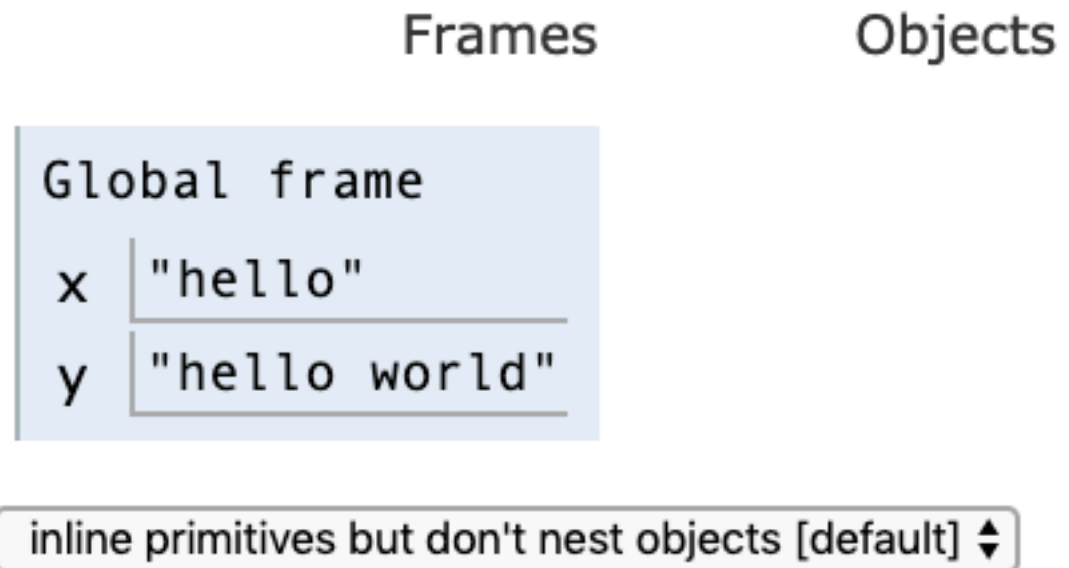 Frames Objects
Global frame
x "hello"
y "hello world"
inline primitives but don't nest objects [default]